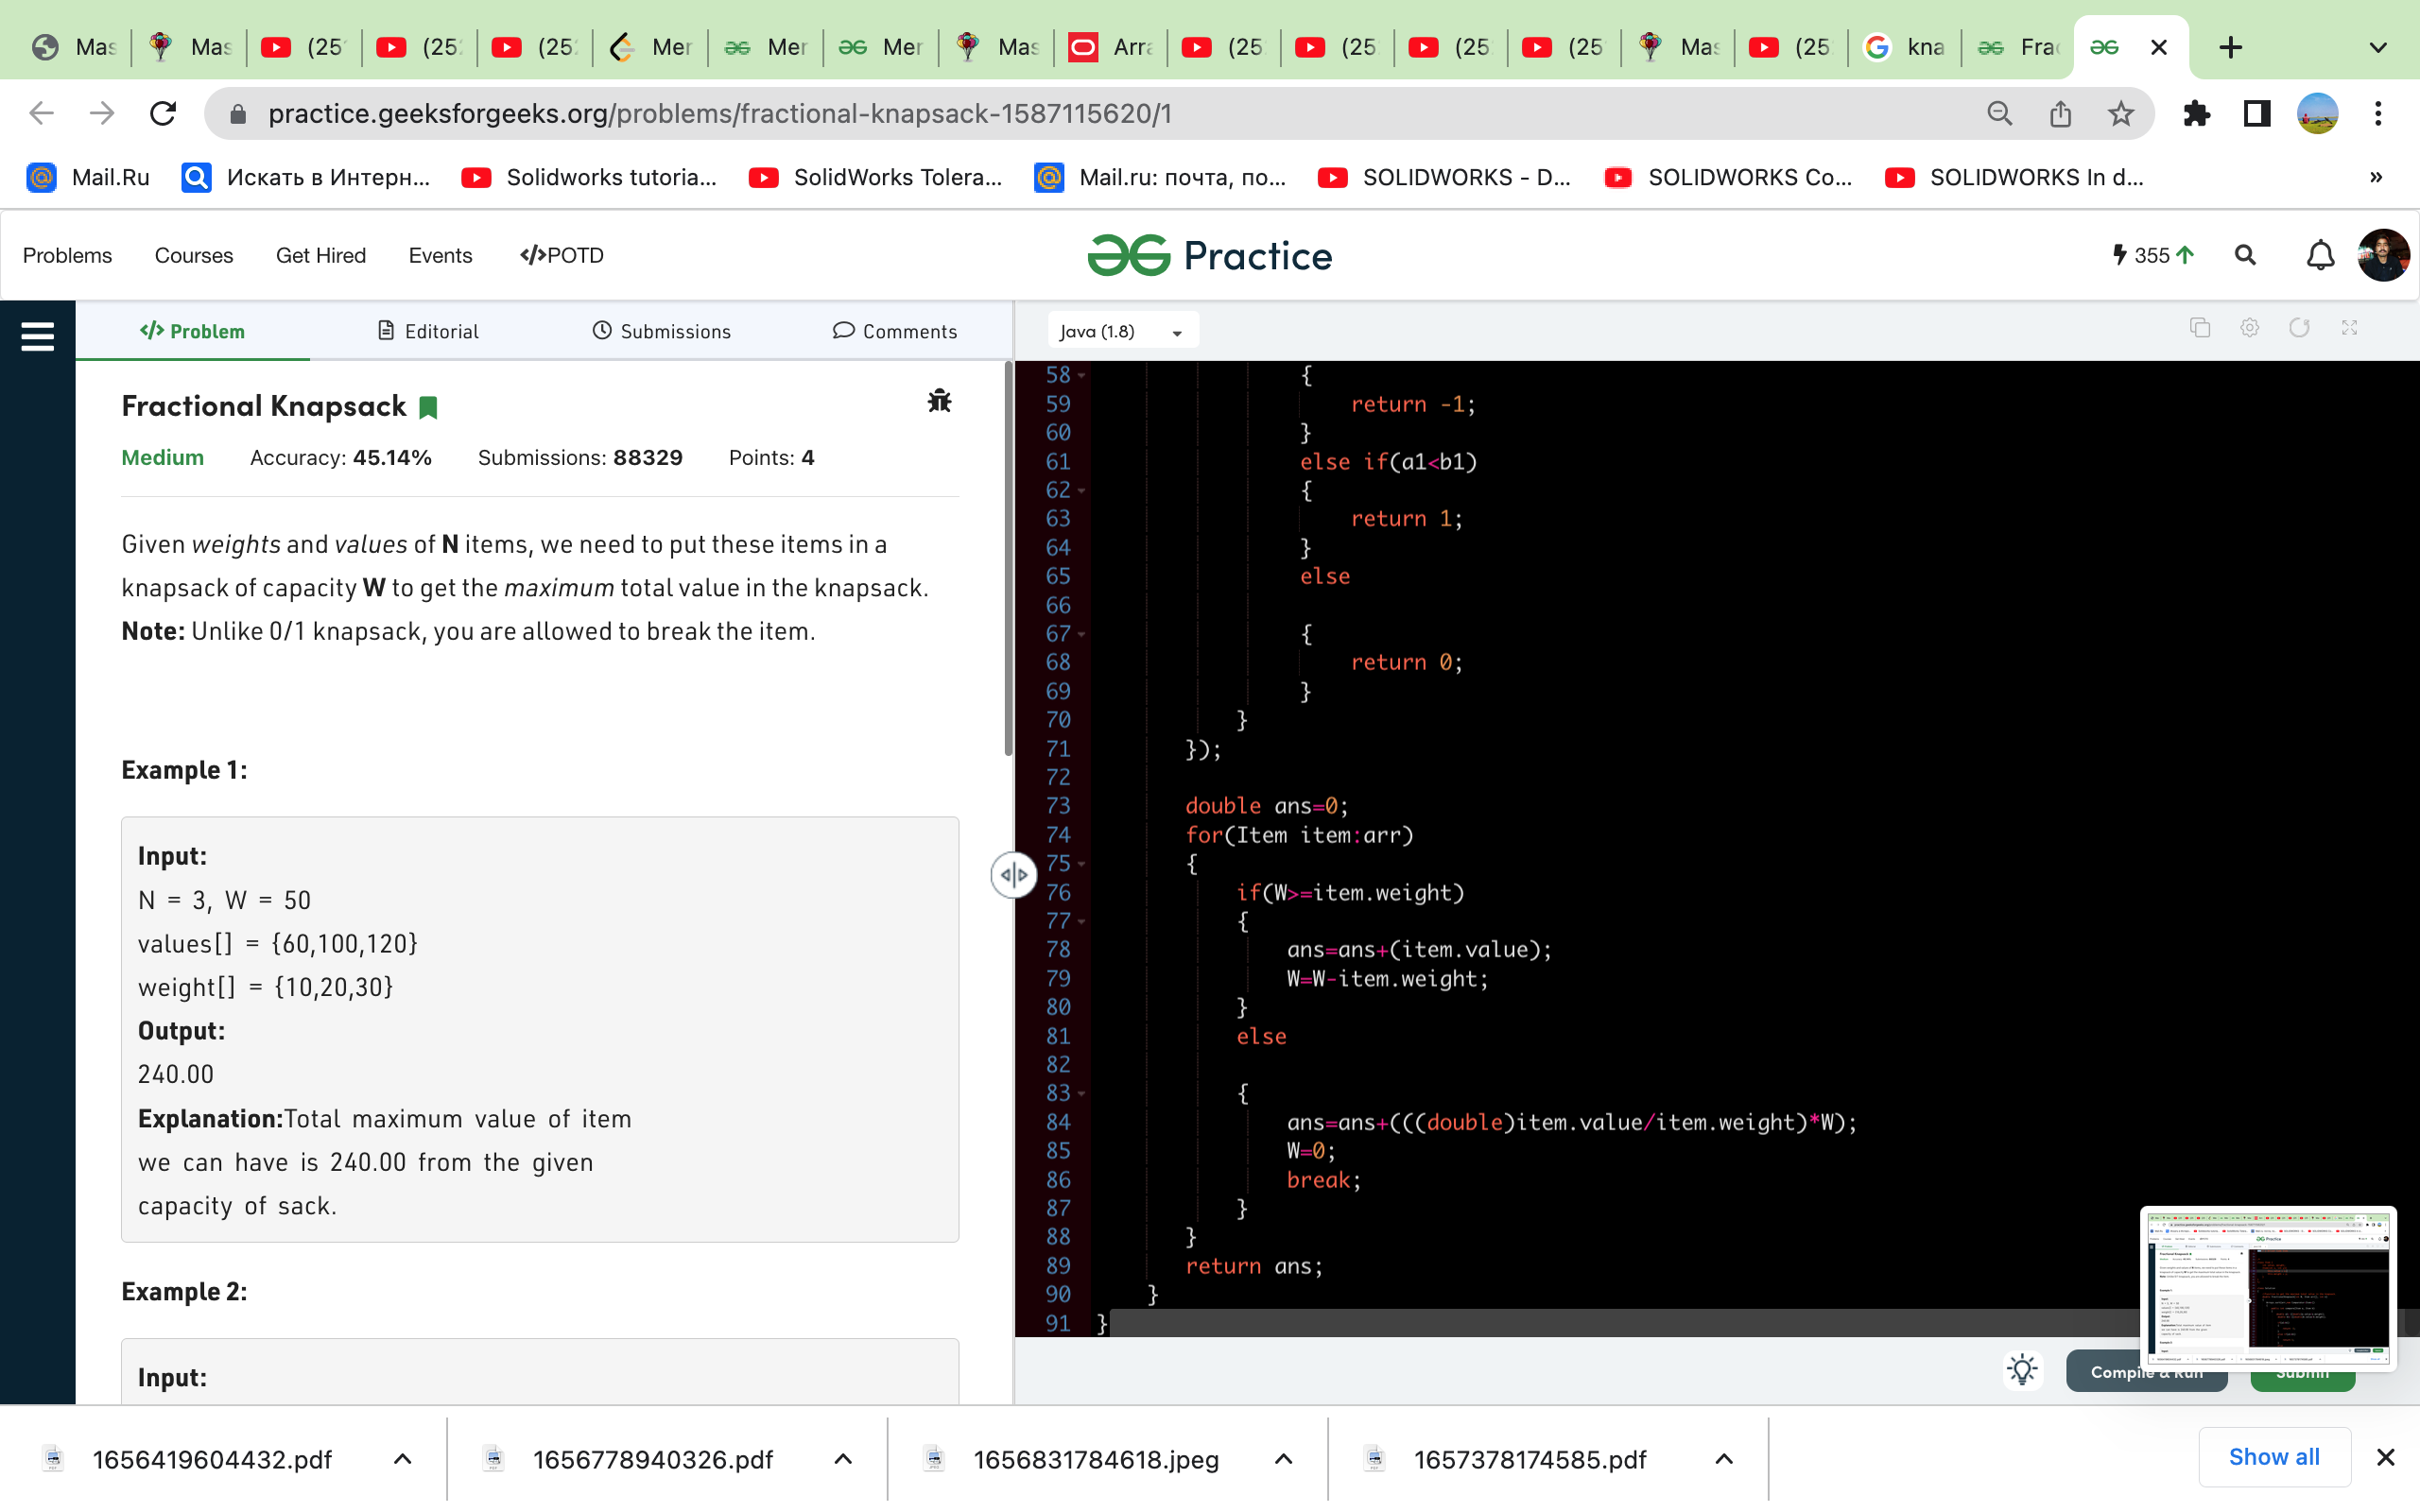 Mas
Mas
(25
(25
(25
Mer
Mer
Mer
Mas
Arra
(25
(25
(25
(25
Mas
(25
kna
Frac
practice.geeksforgeeks.org/problems/fractional-knapsack-1587115620/1
Mail.Ru
Искать в Интерн...
Solidworks tutoria...
SolidWorks Tolera...
Mail.ru: почта, по...
SOLIDWORKS - D...
SOLIDWORKS Co...
SOLIDWORKS In d...
»
Problems Courses Get Hired Events </>POTD
Practice
355
</> Problem
Editorial
Submissions
Comments
Fractional Knapsack
Medium Accuracy: 45.14% Submissions: 88329 Points: 4
Given weights and values of N items, we need to put these items in a
knapsack of capacity W to get the maximum total value in the knapsack.
Note: Unlike 0/1 knapsack, you are allowed to break the item.
Example 1:
Input:
N = 3, W = 50
values[] = {60,100,120}
weight[] = {10,20,30}
Output:
240.00
Explanation:Total maximum value of item
we can have is 240.00 from the given
capacity of sack.
Example 2:
Input:
Java (1.8)
58 {
59 return -1;
60 }
61 else if(a1<b1)
62 {
63 return 1;
64 }
65 else
66
67 {
68 return 0;
69 }
70 }
71 });
72
73 double ans=0;
74 for(Item item:arr)
75 {
76 if(W>=item.weight)
77 {
78 ans=ans+(item.value);
79 W=W-item.weight;
80 }
81 else
82
83 {
84 ans=ans+(((double)item.value/item.weight)*W);
85 W=0;
86 break;
87 }
88 }
89 return ans;
90 }
91 }
Compile & Run
Submit
1656419604432.pdf
1656778940326.pdf
1656831784618.jpeg
1657378174585.pdf
Show all